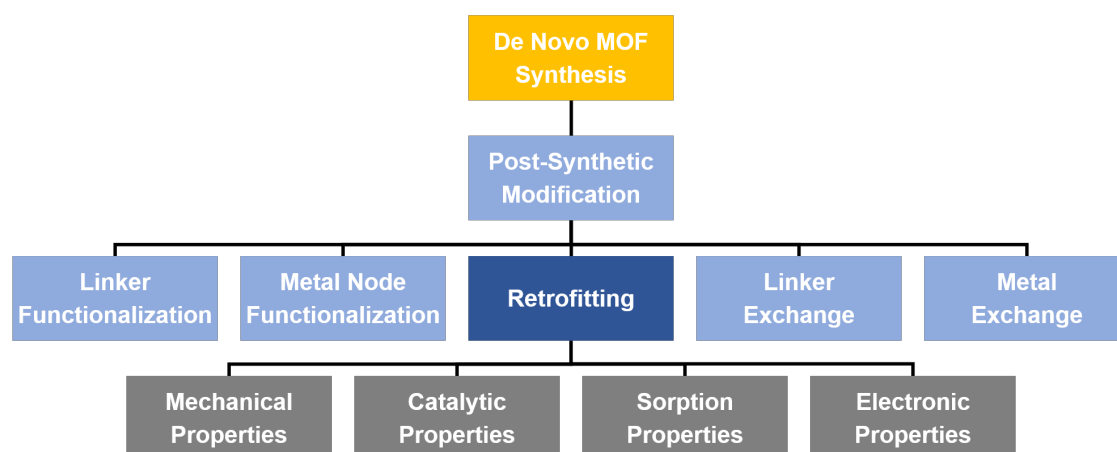 De Novo MOF
Synthesis
Post-Synthetic
Modification
Linker
Functionalization
Metal Node
Functionalization
Retrofitting
Linker
Exchange
Metal
Exchange
Mechanical
Properties
Catalytic
Properties
Sorption
Properties
Electronic
Properties